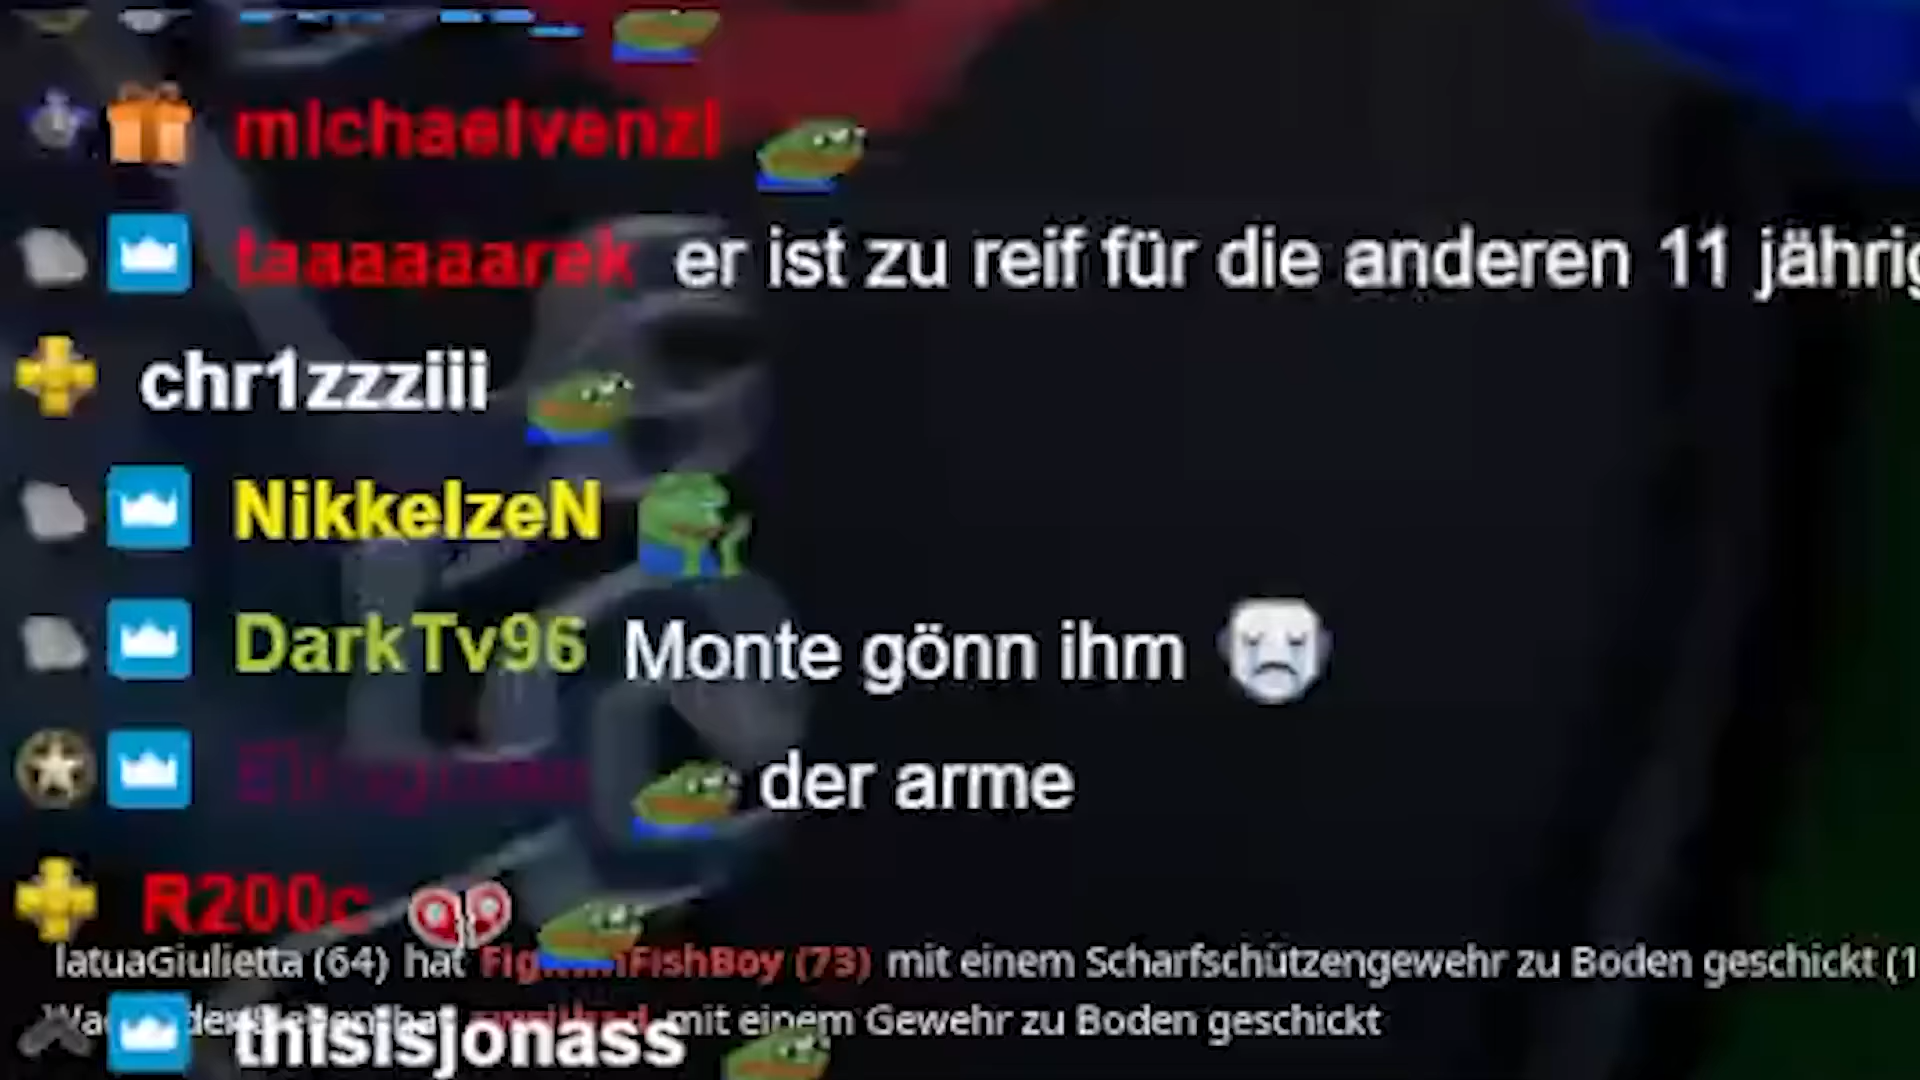 michaelvenzl
taaaaaarek er ist zu reif für die anderen 11 jährig
chr1zzziii
NikkelzeN
DarkTv96 Monte gönn ihm
der arme
R200c
latuaGiulietta (64) hat FishBoy (73) mit einem Scharfschützengewehr zu Boden geschickt (1
mit einem Gewehr zu Boden geschickt
thisisjonass